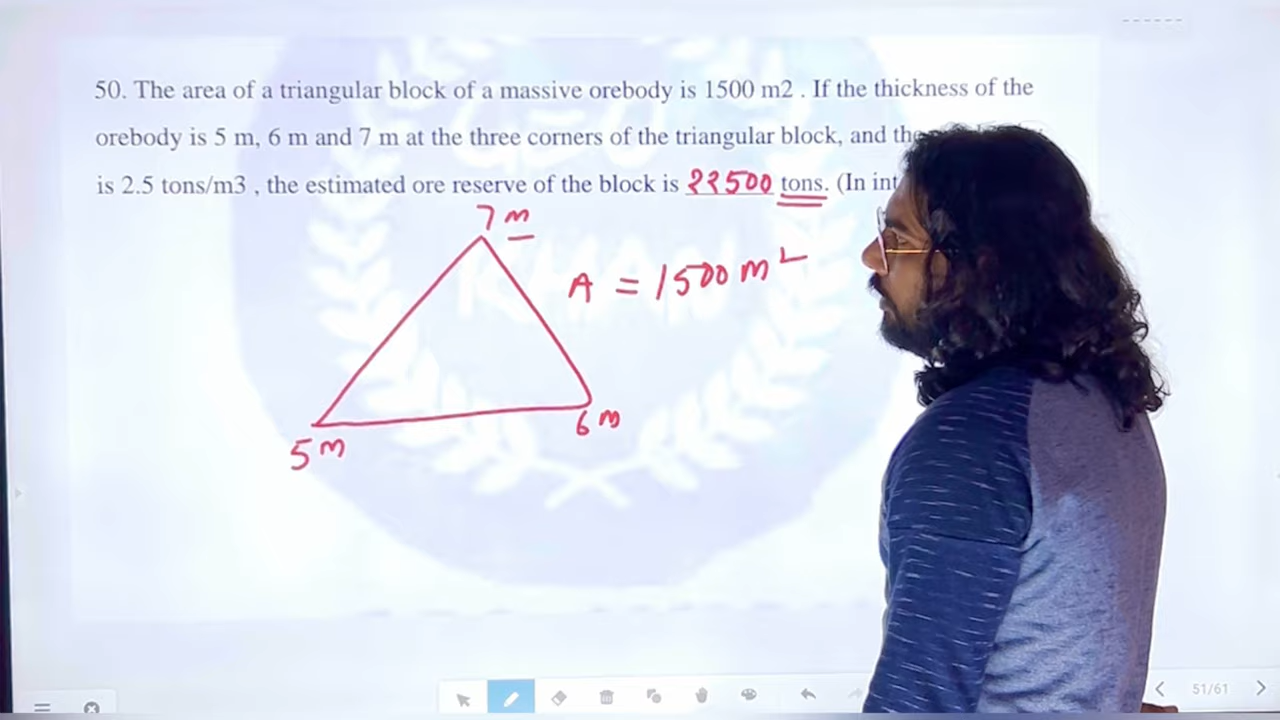 50. The area of a triangular block of a massive orebody is 1500 m2 . If the thickness of the
orebody is 5 m, 6 m and 7 m at the three corners of the triangular block, and the
is 2.5 tons/m3 , the estimated ore reserve of the block is 22500 tons. (In int
7 m
A = 1500 m²
6 m
5 m
51/61